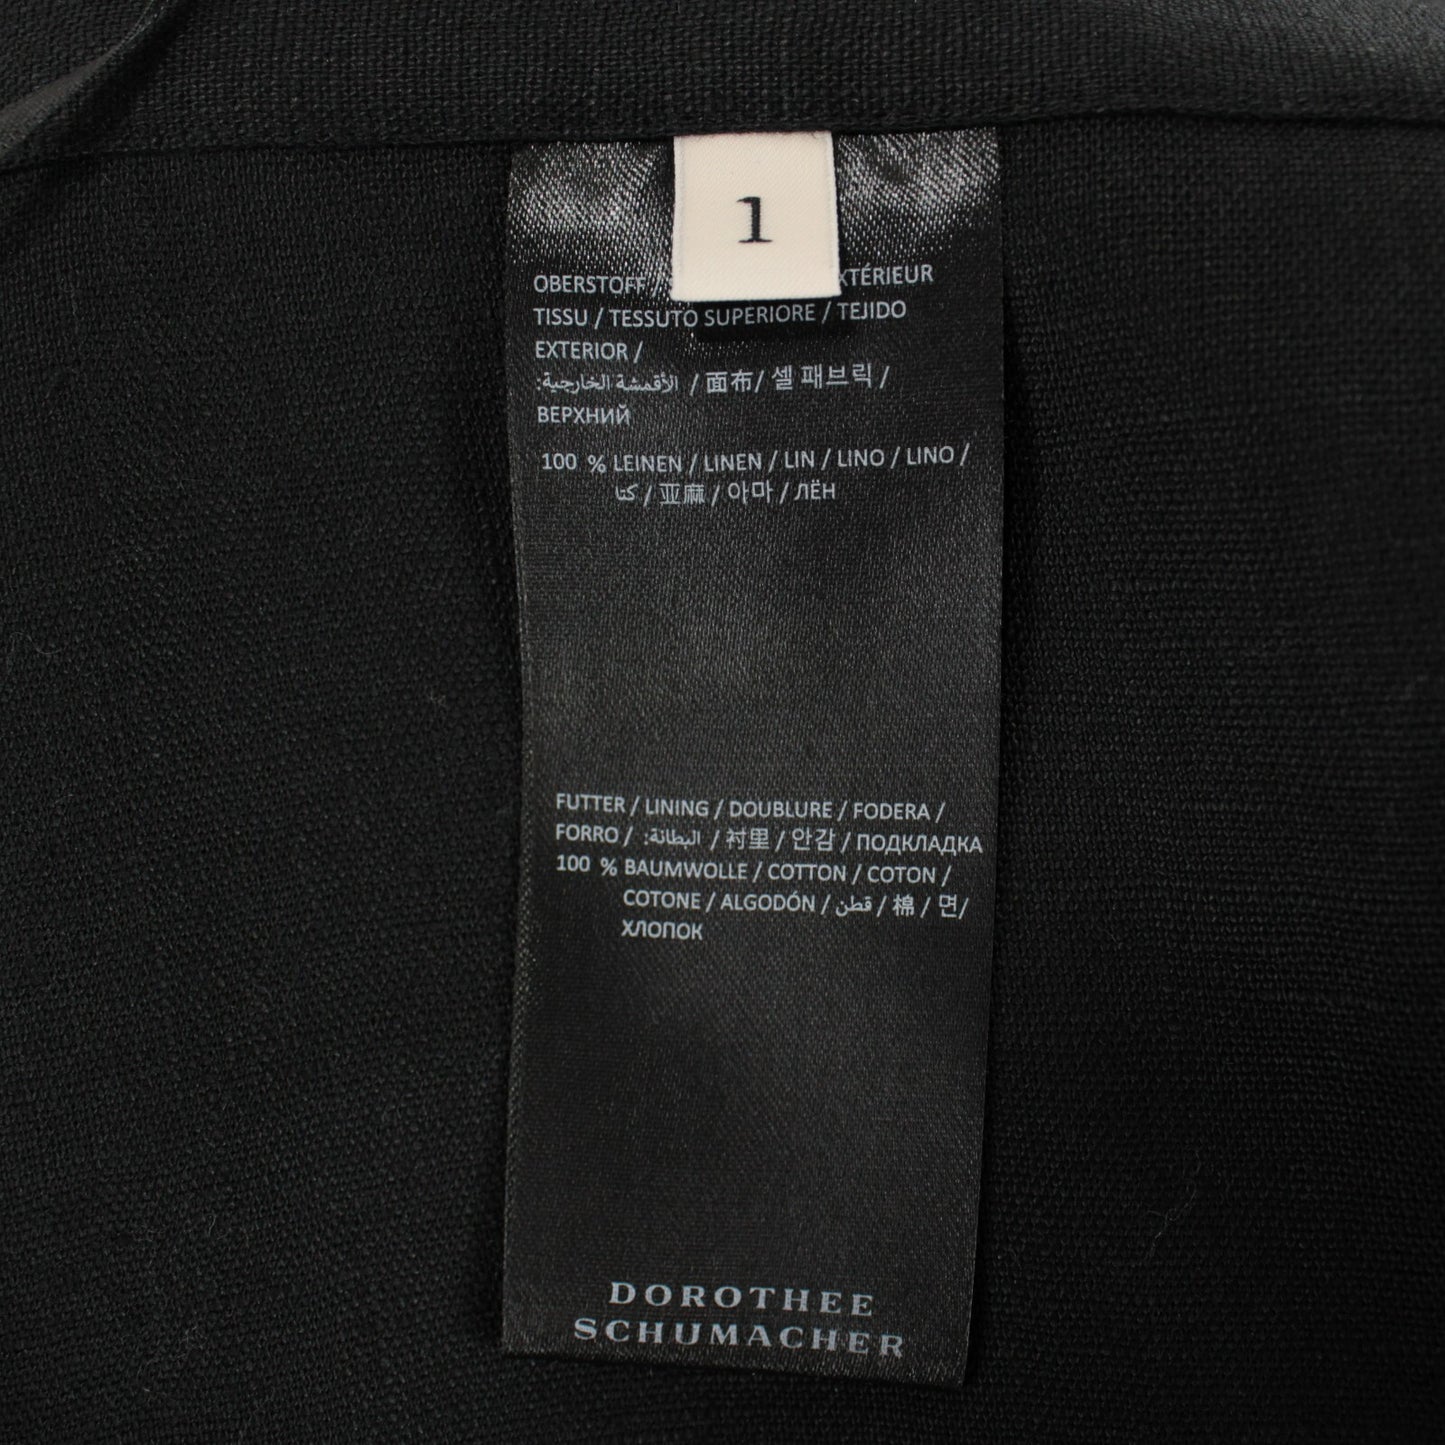 1
OBERSTOFF / XTÉRIEUR
TISSU / TESSUTO SUPERIORE / TEJIDO
EXTERIOR /
الأقمشة الخارجية: / 面布 / 셀 패브릭 /
ВЕРХНИЙ
100 % LEINEN / LINEN / LIN / LINO / LINO /
كتا / 亚麻 / 아마 / ЛЁН
FUTTER / LINING / DOUBLURE / FODERA /
FORRO / البطانة: / 衬里 / 안감 / ПОДКЛАДКА
100 % BAUMWOLLE / COTTON / COTON /
COTONE / ALGODÓN / قطن / 棉 / 면/
ХЛОПОК
DOROTHEE
SCHUMACHER